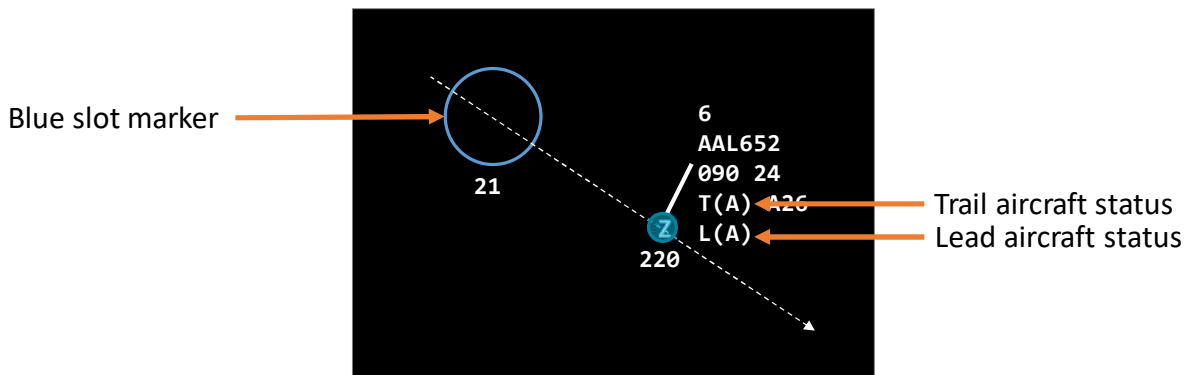 Blue slot marker
21
6
AAL652
090 24
T(A) A26
L(A)
Z
220
Trail aircraft status
Lead aircraft status